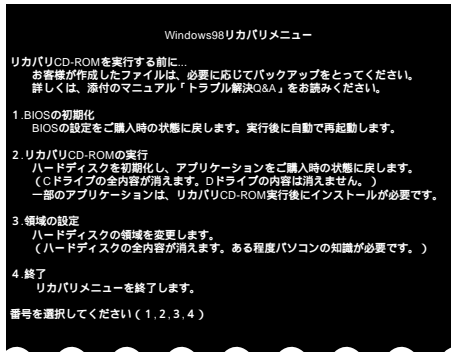 Windows98リカバリメニュー
リカバリCD-ROMを実行する前に...
お客様が作成したファイルは、必要に応じてバックアップをとってください。
詳しくは、添付のマニュアル「トラブル解決Q&A」をお読みください。
1.BIOSの初期化
BIOSの設定をご購入時の状態に戻します。実行後に自動で再起動します。
2.リカバリCD-ROMの実行
ハードディスクを初期化し、アプリケーションをご購入時の状態に戻します。
(Cドライブの全内容が消えます。Dドライブの内容は消えません。)
一部のアプリケーションは、リカバリCD-ROM実行後にインストールが必要です。
3.領域の設定
ハードディスクの領域を変更します。
(ハードディスクの全内容が消えます。ある程度パソコンの知識が必要です。)
4.終了
リカバリメニューを終了します。
番号を選択してください(1,2,3,4)